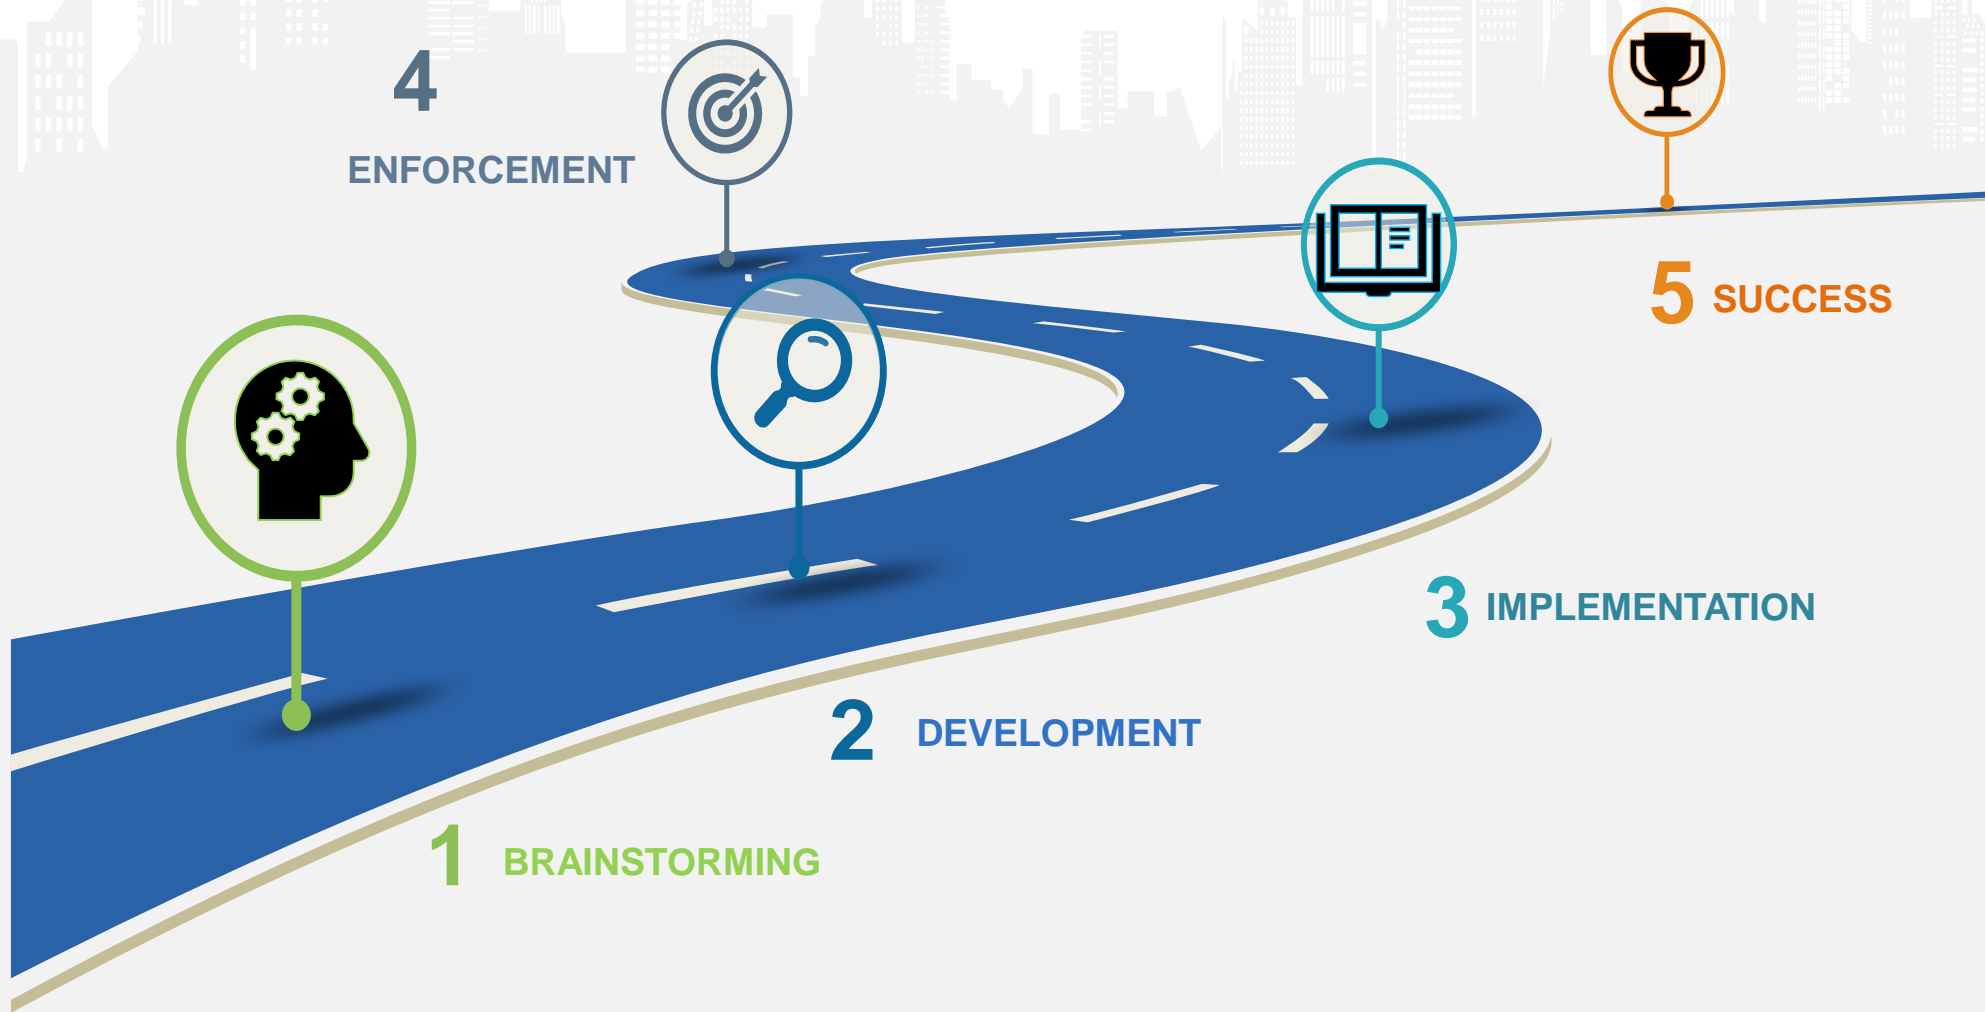 4
ENFORCEMENT
5 SUCCESS
3 IMPLEMENTATION
2 DEVELOPMENT
1 BRAINSTORMING